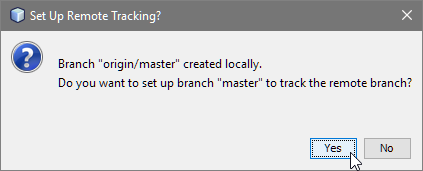 Set Up Remote Tracking?
Branch "origin/master" created locally.
Do you want to set up branch "master" to track the remote branch?
Yes
No